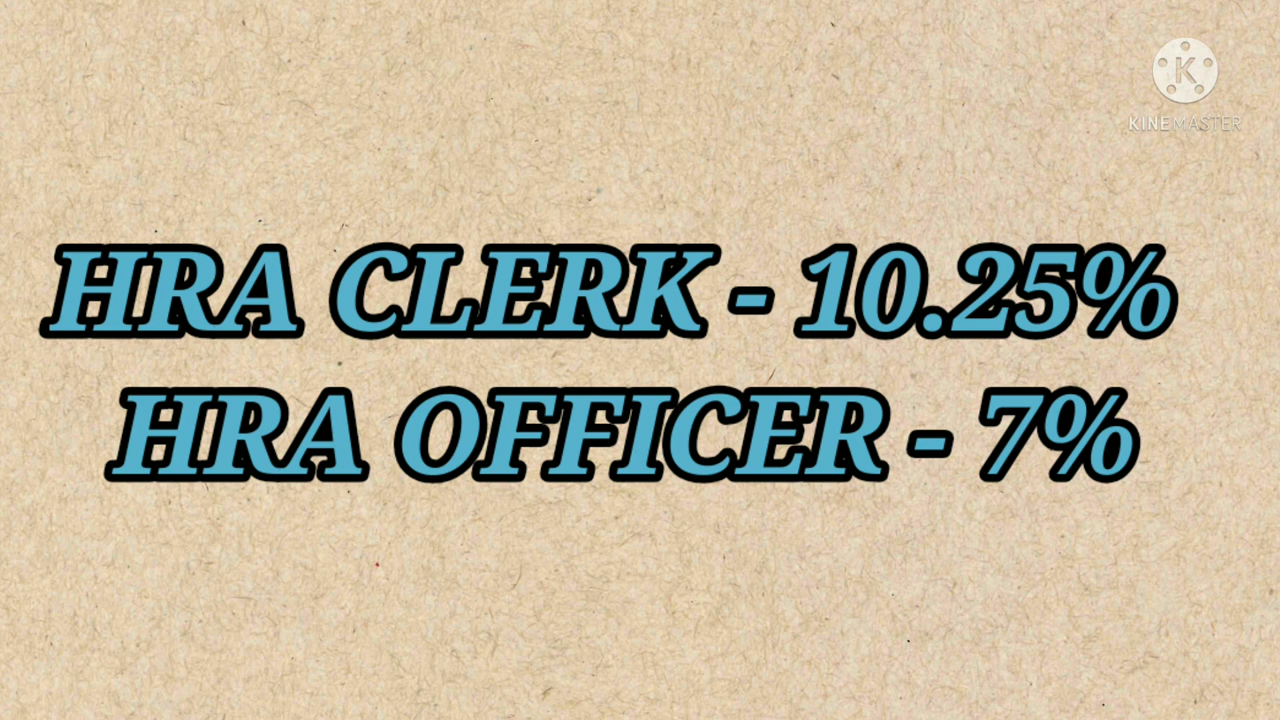 K
KINEMASTER
HRA CLERK - 10.25%
HRA OFFICER - 7%